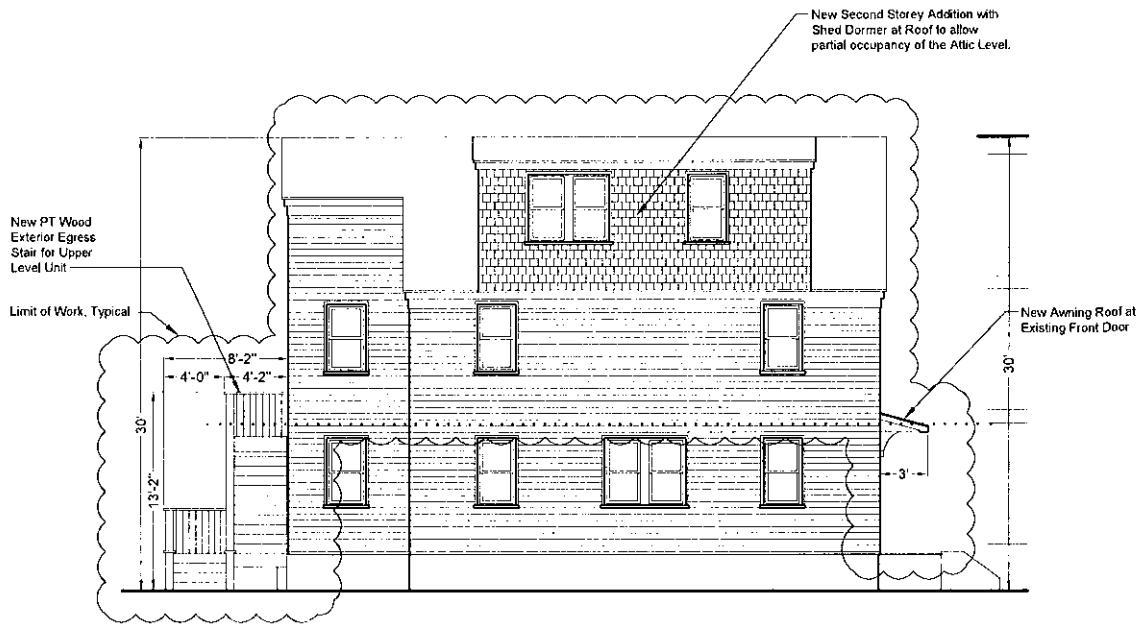 New Second Storey Addition with
Shed Dormer at Roof to allow
partial occupancy of the Attic Level.
New PT Wood
Exterior Egress
Stair for Upper
Level Unit
Limit of Work, Typical
New Awning Roof at
Existing Front Door
8'-2"
4'-0"
4'-2"
30'
13'-2"
30'
3'